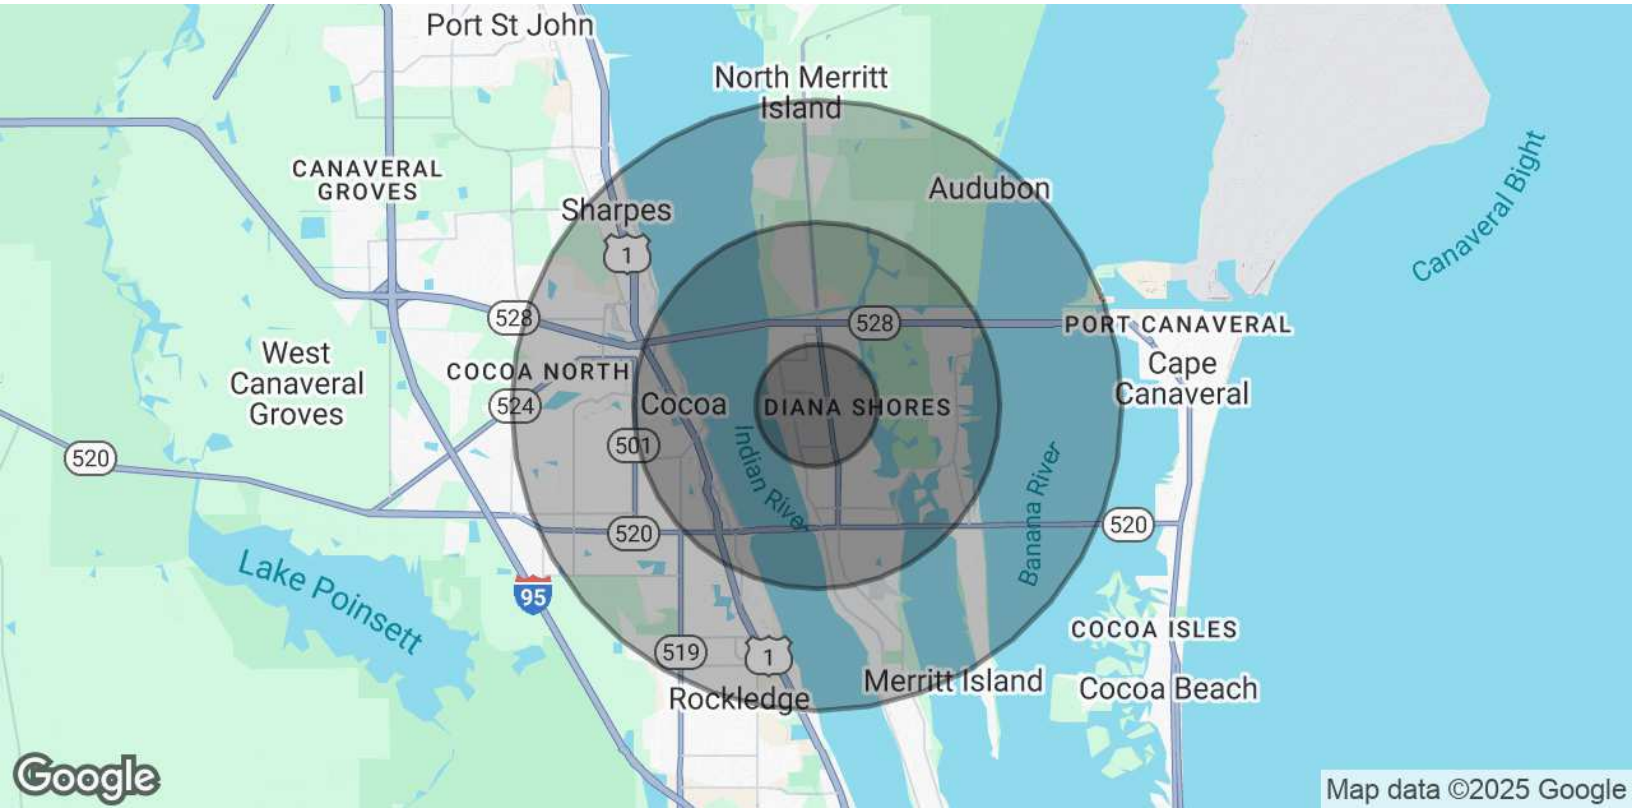 Port St John
North Merritt
Island
CANAVERAL
GROVES
Audubon
Sharpes
1
Canaveral Bight
528
528
PORT CANAVERAL
West
Canaveral
Groves
COCOA NORTH
Cape
Canaveral
524
Cocoa
DIANA SHORES
501
520
Indian River
Banana River
520
520
Lake Poinsett
95
COCOA ISLES
519
1
Rockledge
Merritt Island
Cocoa Beach
Google
Map data ©2025 Google